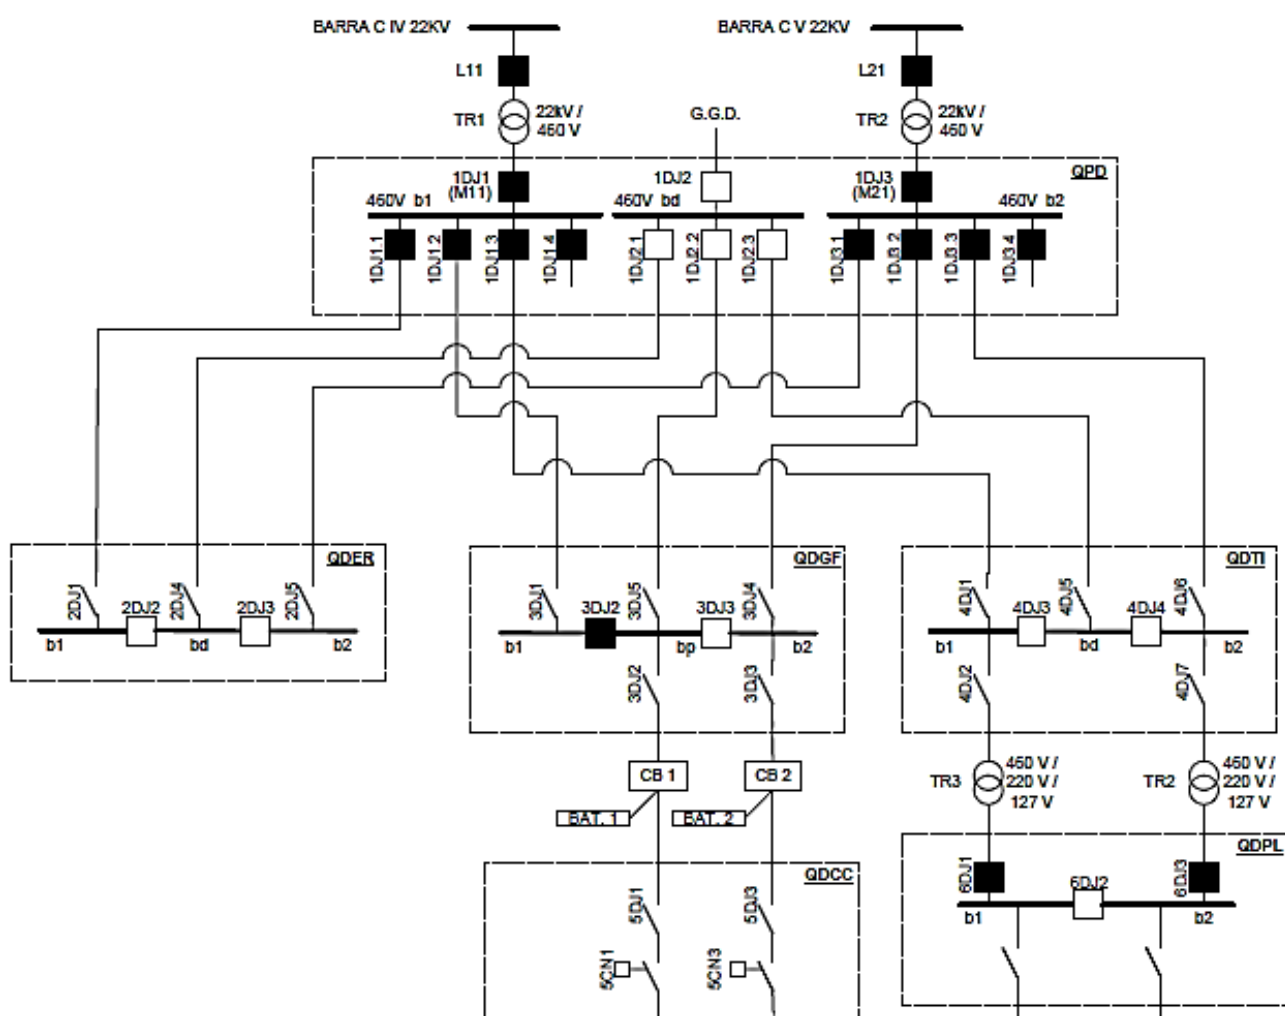 BARRA C IV 22KV
BARRA C V 22KV
L11
L21
TR1
22kV /
460 V
G.G.D.
TR2
22kV /
460 V
QPD
1DJ1
(M11)
1DJ2
1DJ3
(M21)
460V b1
460V bd
460V b2
1DJ1.1
1DJ1.2
1DJ1.3
1DJ1.4
1DJ2.1
1DJ2.2
1DJ2.3
1DJ3.1
1DJ3.2
1DJ3.3
1DJ3.4
QDER
2DJ1
2DJ2
2DJ4
2DJ3
2DJ5
b1
bd
b2
QDGF
3DJ1
3DJ2
3DJ5
3DJ3
3DJ4
b1
bp
b2
3DJ2
3DJ3
QDTI
4DJ1
4DJ3
4DJ5
4DJ4
4DJ6
b1
bd
b2
4DJ2
4DJ7
CB 1
CB 2
BAT. 1
BAT. 2
TR3
460 V /
220 V /
127 V
TR2
460 V /
220 V /
127 V
QDCC
5DJ1
5DJ3
5CN1
5CN3
QDPL
6DJ1
6DJ2
6DJ3
b1
b2